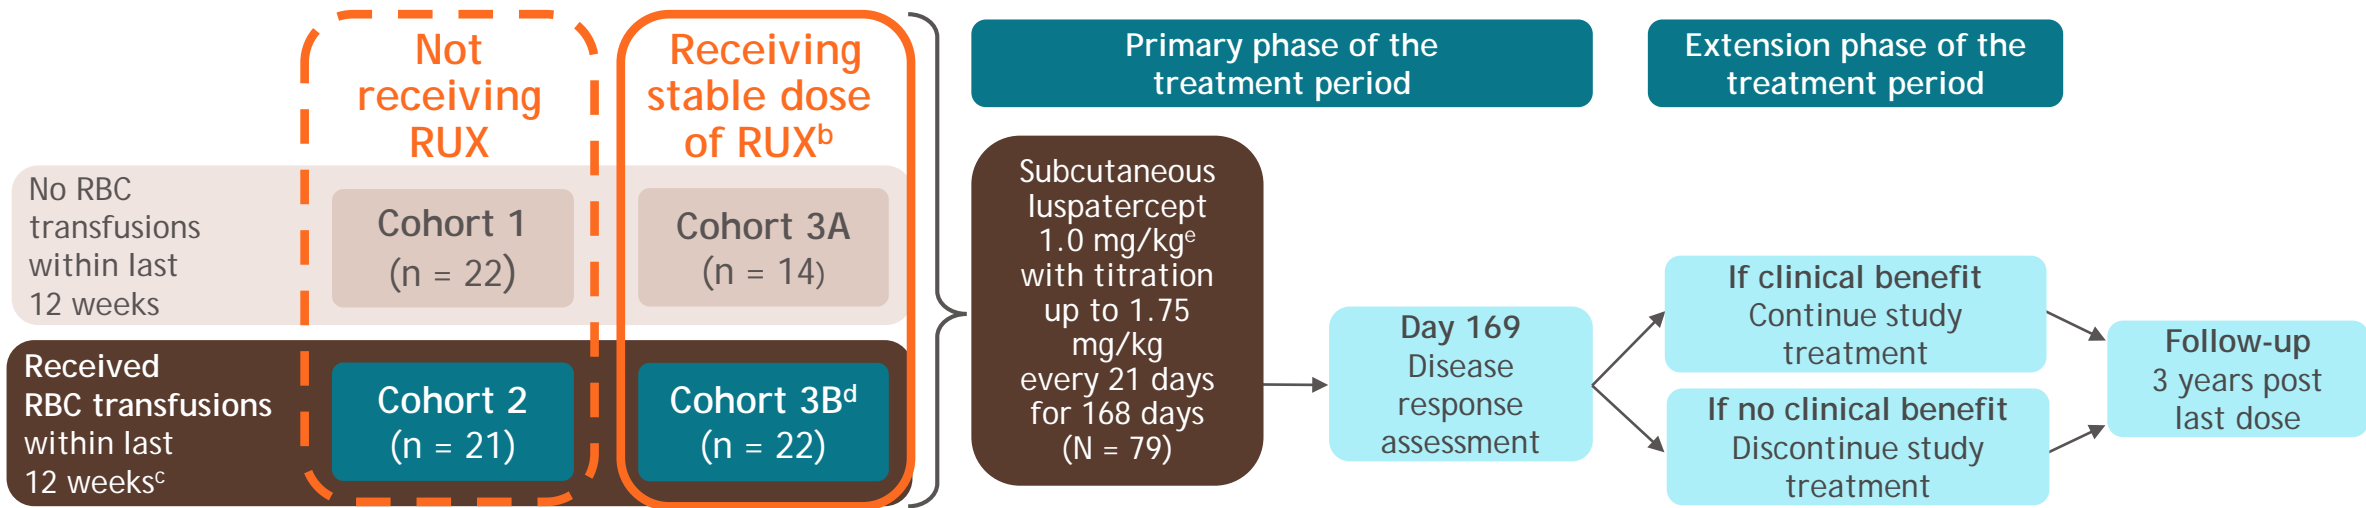 Not
receiving
RUX
Receiving
stable dose
of RUXᵇ
No RBC
transfusions
within last
12 weeks
Cohort 1
(n = 22)
Cohort 3A
(n = 14)
Received
RBC transfusions
within last
12 weeksᶜ
Cohort 2
(n = 21)
Cohort 3Bᵈ
(n = 22)
Primary phase of the
treatment period
Subcutaneous
luspatercept
1.0 mg/kgᵉ
with titration
up to 1.75
mg/kg
every 21 days
for 168 days
(N = 79)
Day 169
Disease
response
assessment
Extension phase of the
treatment period
If clinical benefit
Continue study
treatment
If no clinical benefit
Discontinue study
treatment
Follow-up
3 years post
last dose